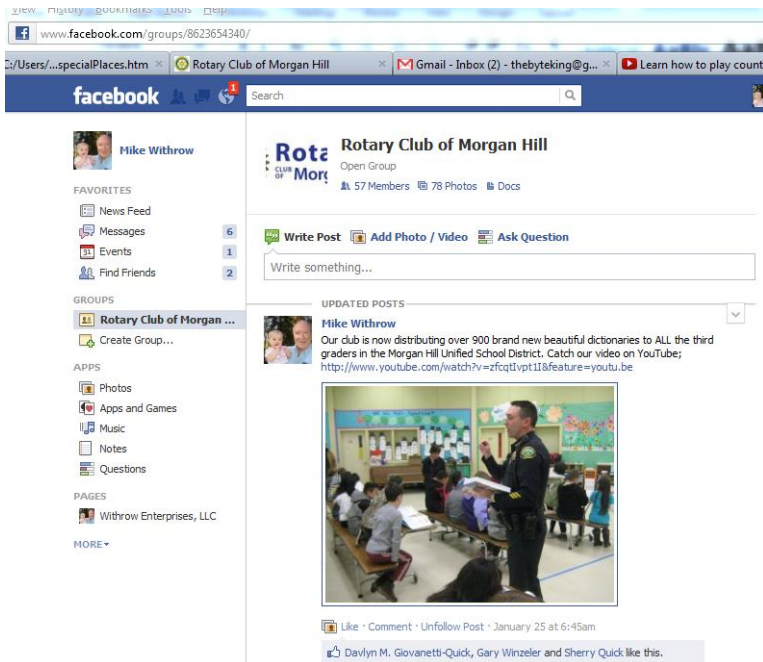 View History Bookmarks Tools Help
www.facebook.com/groups/8623654340/
C:/Users/...specialPlaces.htm × Rotary Club of Morgan Hill × Gmail - Inbox (2) - thebyteking@g... × Learn how to play count
facebook 1 Search
Mike Withrow
FAVORITES
News Feed
Messages 6
Events 1
Find Friends 2
GROUPS
Rotary Club of Morgan ...
Create Group...
APPS
Photos
Apps and Games
Music
Notes
Questions
PAGES
Withrow Enterprises, LLC
MORE
Rota
CLUB OF Morg
Rotary Club of Morgan Hill
Open Group
57 Members 78 Photos Docs
Write Post Add Photo / Video Ask Question
Write something...
UPDATED POSTS
Mike Withrow
Our club is now distributing over 900 brand new beautiful dictionaries to ALL the third
graders in the Morgan Hill Unified School District. Catch our video on YouTube;
http://www.youtube.com/watch?v=zfcqtIvpt1I&feature=youtu.be
Like · Comment · Unfollow Post · January 25 at 6:45am
Davlyn M. Giovanetti-Quick, Gary Winzeler and Sherry Quick like this.